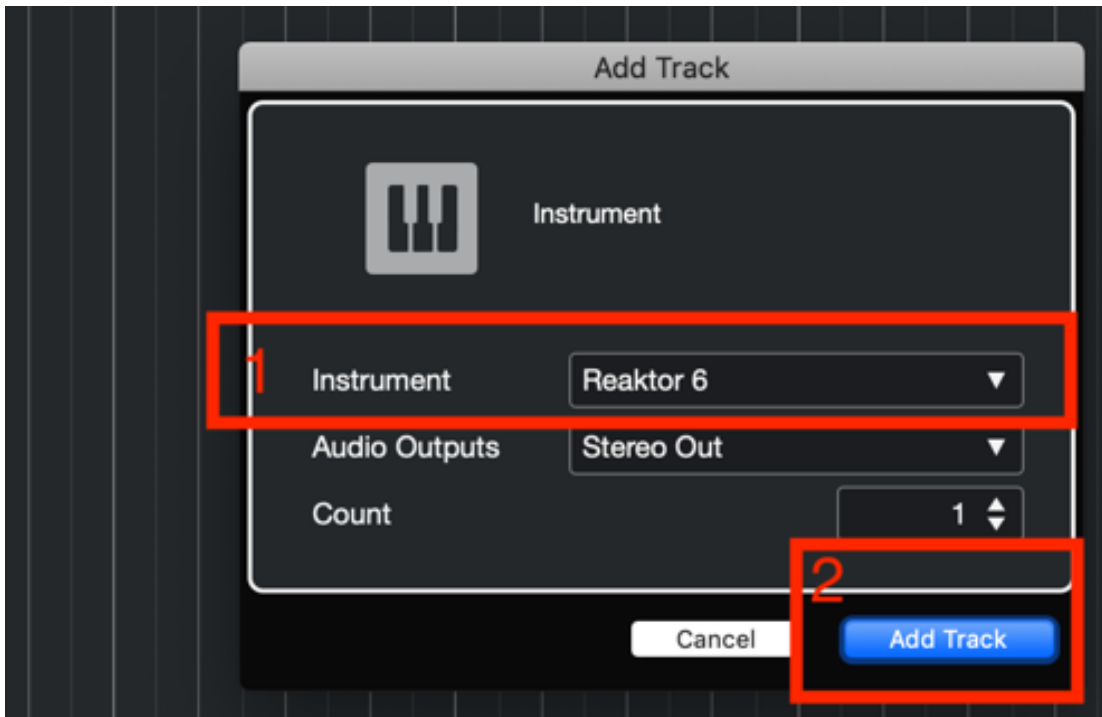 Add Track
Instrument
1
Instrument Reaktor 6
Audio Outputs Stereo Out
Count 1
2
Cancel Add Track